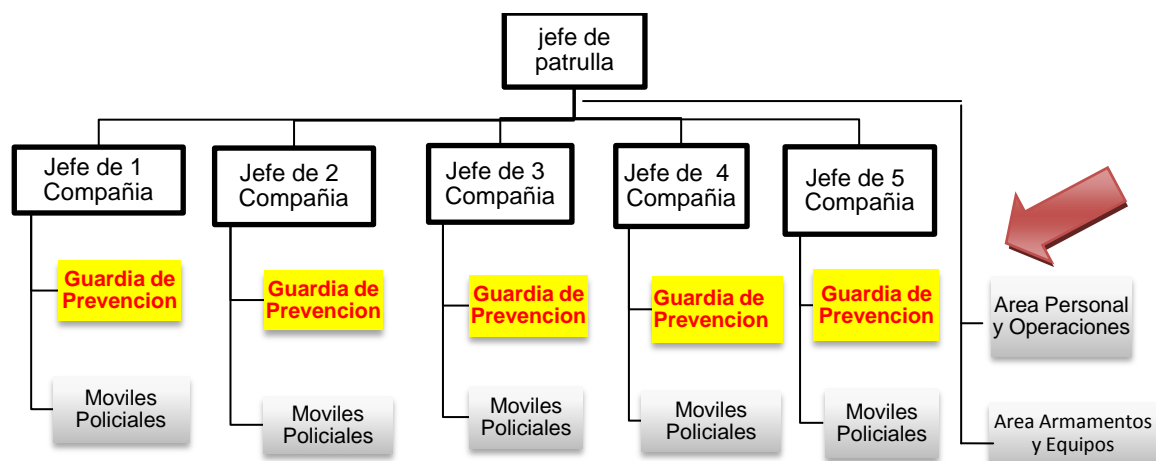 jefe de
patrulla
Jefe de 1
Compañia
Jefe de 2
Compañia
Jefe de 3
Compañia
Jefe de  4
Compañia
Jefe de 5
Compañia
Guardia de
Prevencion
Guardia de
Prevencion
Guardia de
Prevencion
Guardia de
Prevencion
Guardia de
Prevencion
Area Personal
y Operaciones
Moviles
Policiales
Moviles
Policiales
Moviles
Policiales
Moviles
Policiales
Moviles
Policiales
Area Armamentos
y Equipos